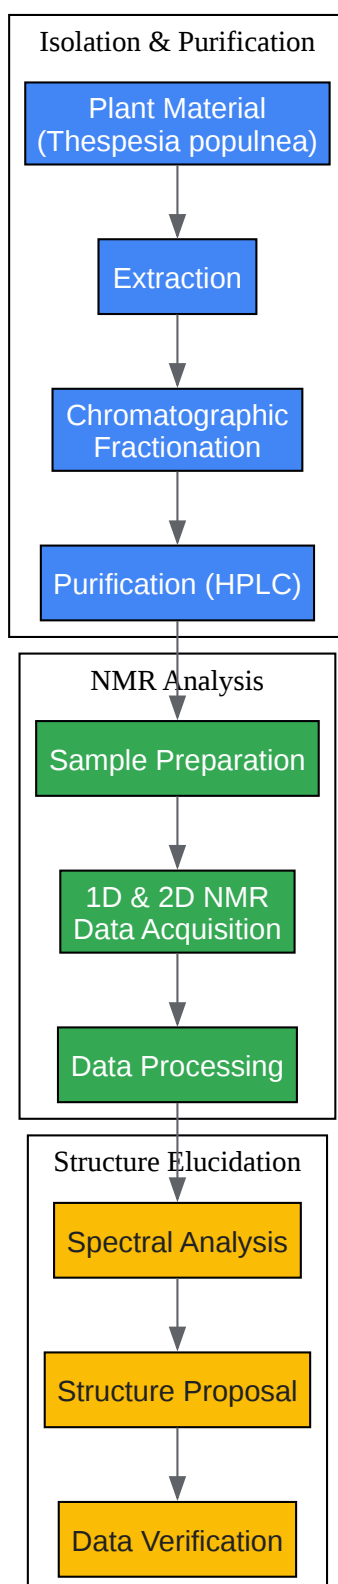 Isolation & Purification
Plant Material
(Thespesia populnea)
Extraction
Chromatographic
Fractionation
Purification (HPLC)
NMR Analysis
Sample Preparation
1D & 2D NMR
Data Acquisition
Data Processing
Structure Elucidation
Spectral Analysis
Structure Proposal
Data Verification